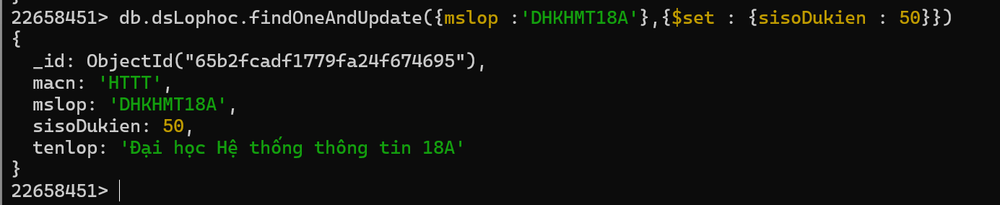 22658451> db.dsLophoc.findOneAndUpdate({mslop :'DHKHMT18A'},{$set : {sisoDukien : 50}})
{
  _id: ObjectId("65b2fcadf1779fa24f674695"),
  macn: 'HTTT',
  mslop: 'DHKHMT18A',
  sisoDukien: 50,
  tenlop: 'Đại học Hệ thống thông tin 18A'
}
22658451>